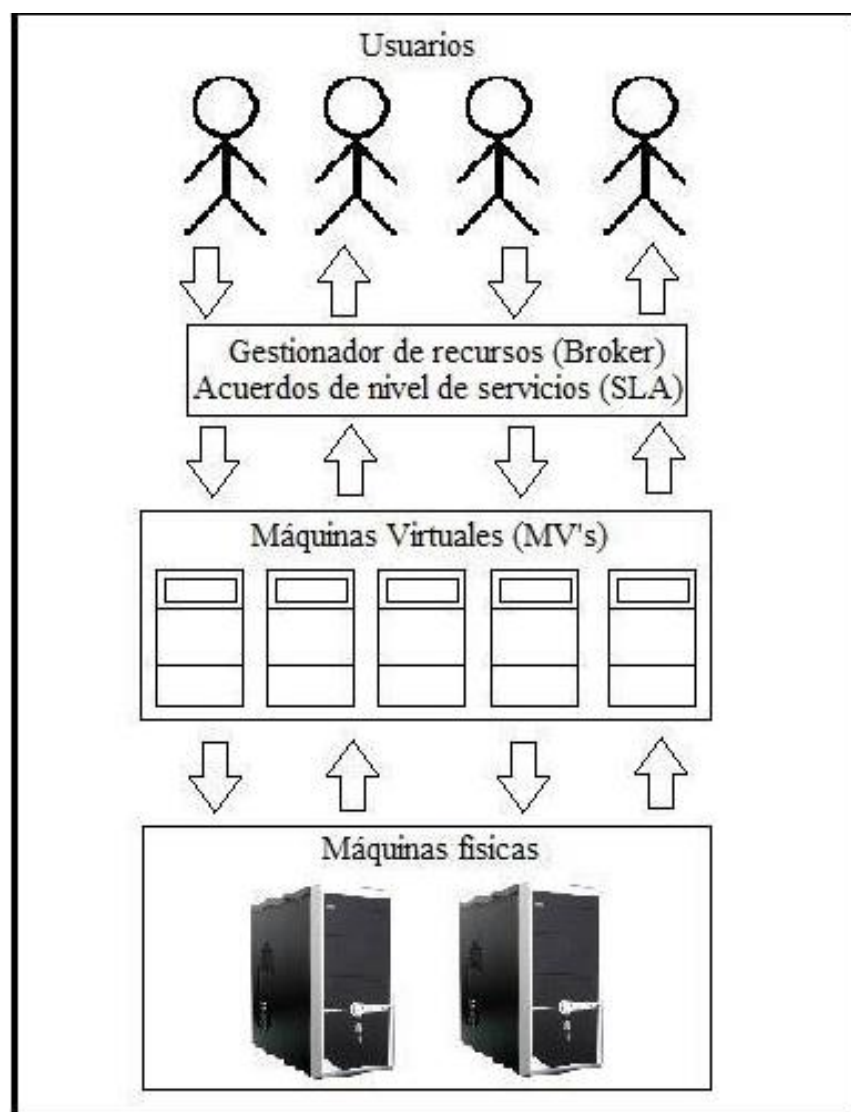 Usuarios
Gestionador de recursos (Broker)
Acuerdos de nivel de servicios (SLA)
Máquinas Virtuales (MV's)
Máquinas fisicas